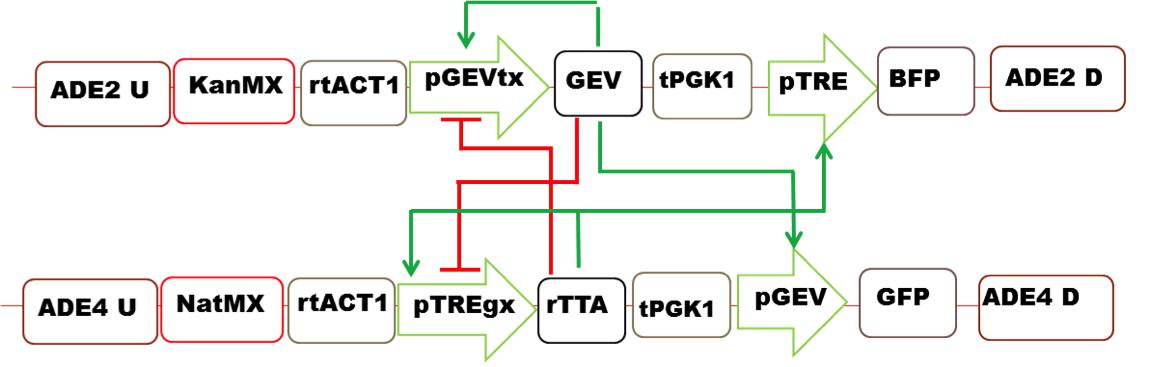 ADE2 U KanMX rtACT1 pGEVtx GEV tPGK1 pTRE BFP ADE2 D
ADE4 U NatMX rtACT1 pTREgx rTTA tPGK1 pGEV GFP ADE4 D